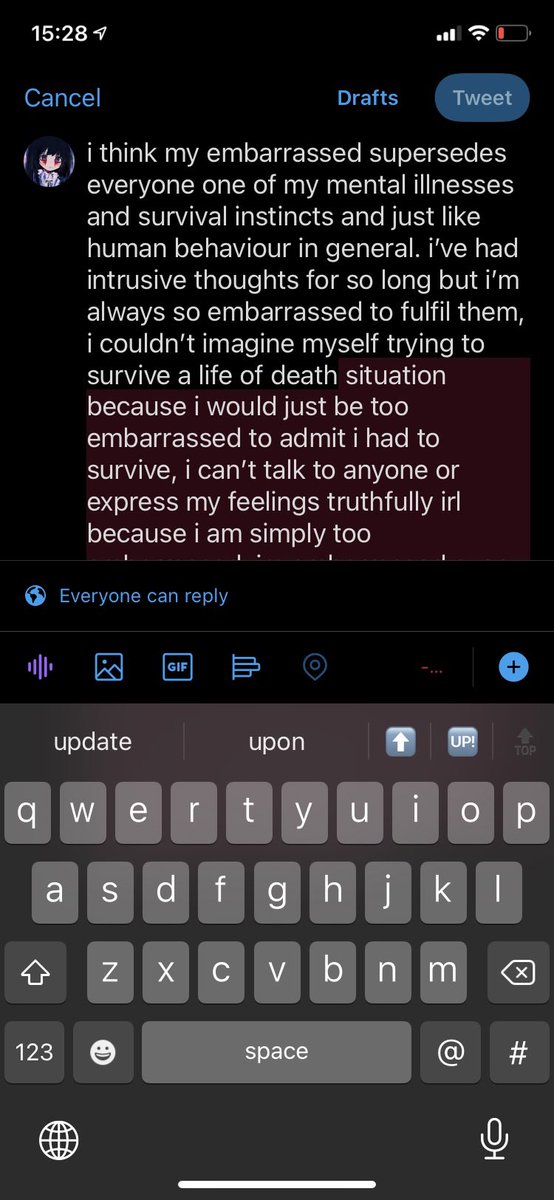 15:28
Cancel
Drafts
Tweet
i think my embarrassed supersedes
everyone one of my mental illnesses
and survival instincts and just like
human behaviour in general. i’ve had
intrusive thoughts for so long but i’m
always so embarrassed to fulfil them,
i couldn’t imagine myself trying to
survive a life of death situation
because i would just be too
embarrassed to admit i had to
survive, i can’t talk to anyone or
express my feelings truthfully irl
because i am simply too
Everyone can reply
GIF
-...
update
upon
UP!
TOP
q w e r t y u i o p
a s d f g h j k l
z x c v b n m
123
space
@ #